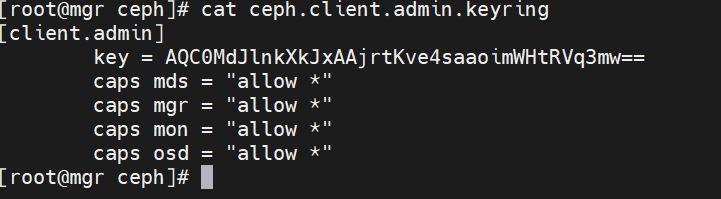 [root@mgr ceph]# cat ceph.client.admin.keyring
[client.admin]
        key = AQC0MdJlnkXkJxAAjrtKve4saaoimWHtRVq3mw==
        caps mds = "allow *"
        caps mgr = "allow *"
        caps mon = "allow *"
        caps osd = "allow *"
[root@mgr ceph]#